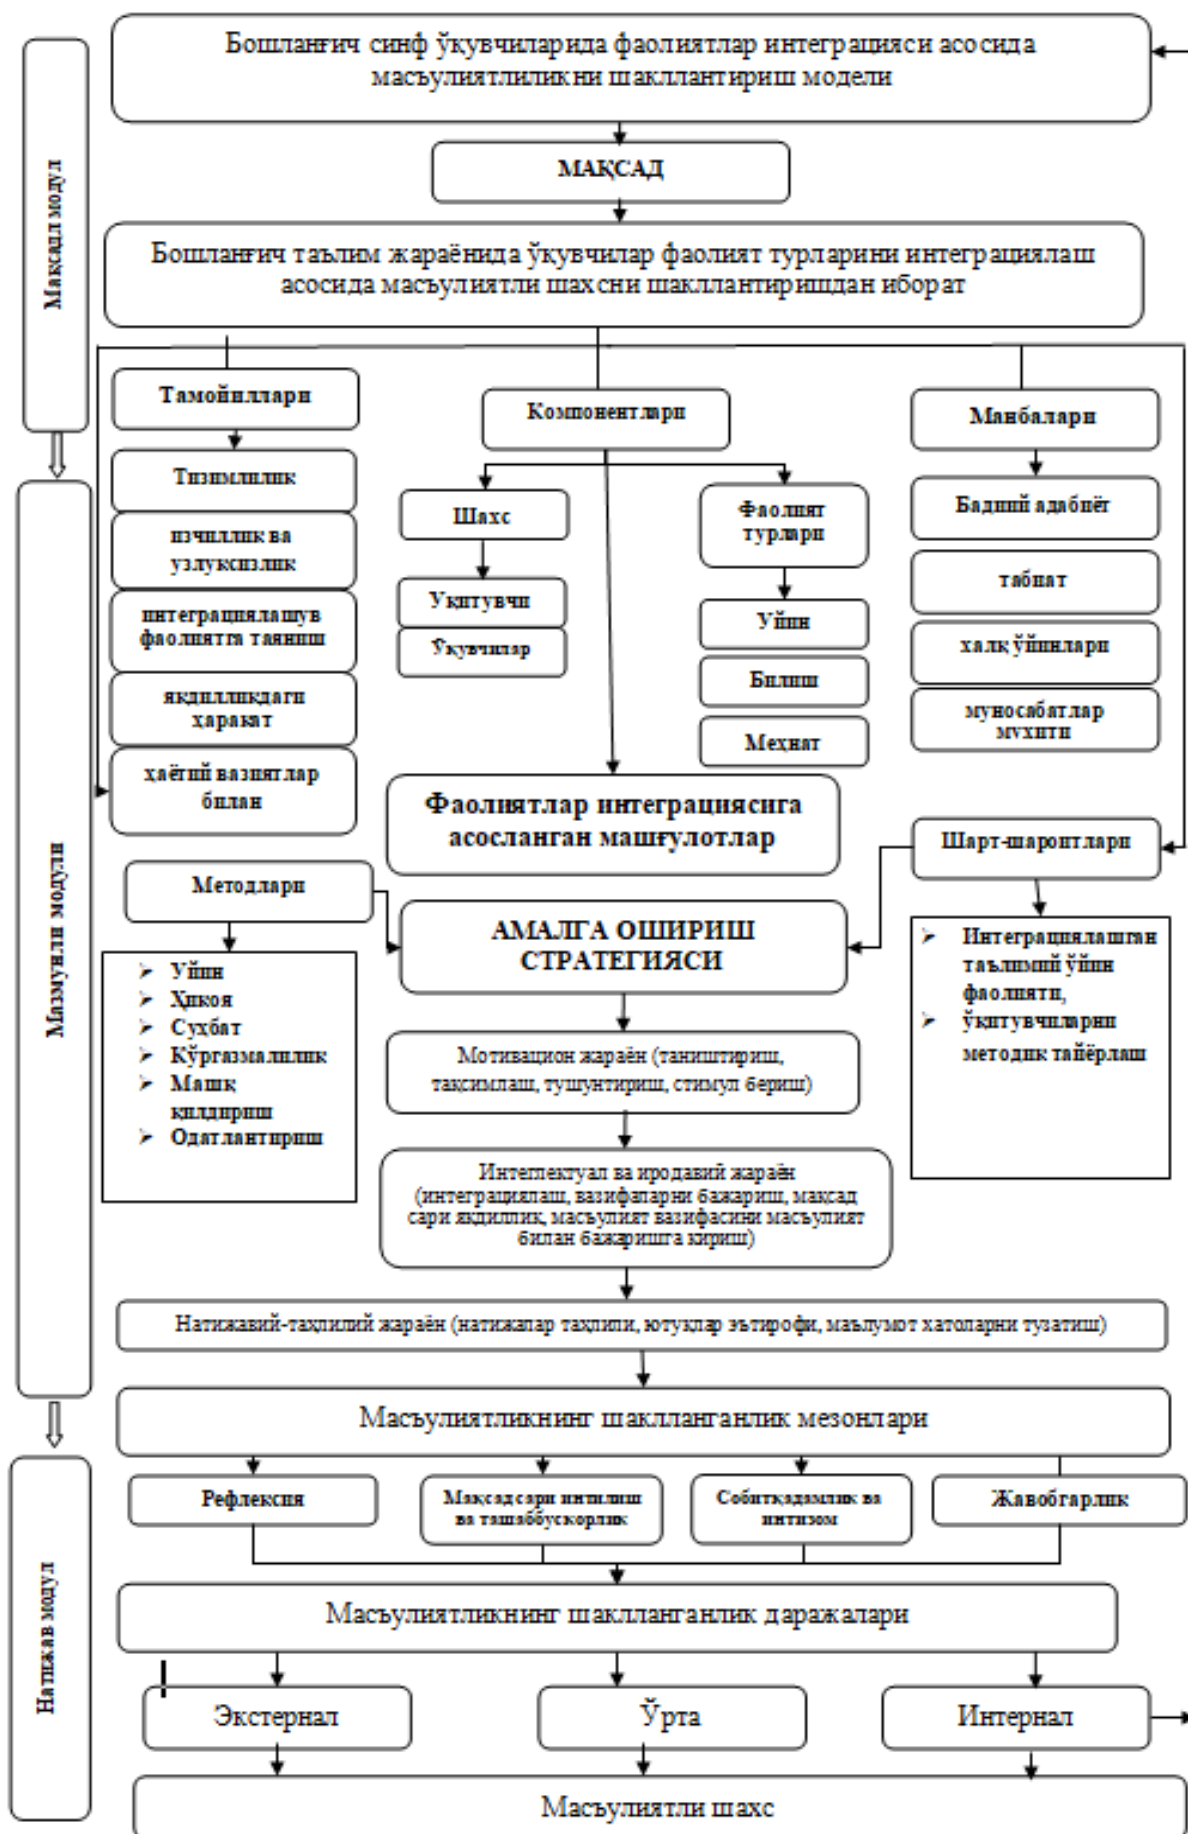 Бошланғич синф ўқувчиларида фаолиятлар интеграцияси асосида
масъулиятлиликни шакллантириш модели
Мақсадл модул
МАҚСАД
Бошланғич таълим жараёнида ўқувчилар фаолият турларини интеграциялаш
асосида масъулиятли шахсни шакллантиришдан иборат
Тамойиллари
Компонентлари
Манбалари
Мазмунли модули
Тизимлилик
изчиллик ва
узлуксизлик
интеграциялашув
фаолиятга таяниш
якдилликдаги
ҳаракат
ҳаётий вазиятлар
билан
Шахс
Уқитувчи
Ўқувчилар
Фаолият
турлари
Уйин
Билиш
Меҳнат
Бадиий адабиёт
табиат
халқ ўйинлари
муносабатлар
муҳити
Фаолиятлар интеграциясига
асосланган машғулотлар
Шарт-шароитлари
Методлари
АМАЛГА ОШИРИШ
СТРАТЕГИЯСИ
➢ Уйин
➢ Ҳикоя
➢ Суҳбат
➢ Кўргазмалилик
➢ Машқ
қилдириш
➢ Одатлантириш
➢ Интеграциялашган
таълимий ўйин
фаолияти,
➢ ўқитувчиларни
методик тайёрлаш
Мотивацион жараён (таништириш,
тақсимлаш, тушунтириш, стимул бериш)
Интеглектуал ва иродавий жараён
(интеграциялаш, вазифаларни бажариш, мақсад
сари якдиллик, масъулият вазифасини масъулият
билан бажаришга кириш)
Натижавий-таҳлилий жараён (натижалар таҳлили, ютуқлар эътирофи, маълумот хатоларни тузатиш)
Масъулиятликнинг шаклланганлик мезонлари
Натижав модул
Рефлексия
Мақсад сари интилиш
ва ташаббускорлик
Собитқадамлик ва
интизом
Жавобгарлик
Масъулиятликнинг шаклланганлик даражалари
Экстернал
Ўрта
Интернал
Масъулиятли шахс